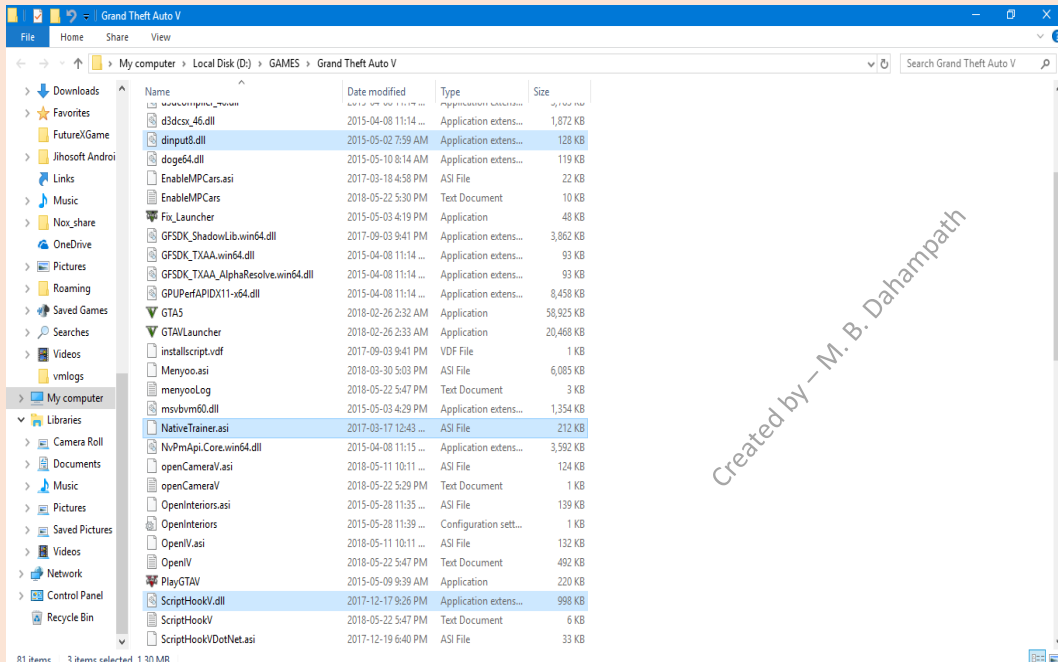 Grand Theft Auto V
File Home Share View
My computer > Local Disk (D:) > GAMES > Grand Theft Auto V
Search Grand Theft Auto V
Downloads
Favorites
FutureXGame
Jihosoft Androi
Links
Music
Nox_share
OneDrive
Pictures
Roaming
Saved Games
Searches
Videos
vmlogs
My computer
Libraries
Camera Roll
Documents
Music
Pictures
Saved Pictures
Videos
Network
Control Panel
Recycle Bin
Name Date modified Type Size
d3dcsx_46.dll 2015-04-08 11:14 ... Application extens... 1,872 KB
dinput8.dll 2015-05-02 7:59 AM Application extens... 128 KB
doge64.dll 2015-05-10 8:14 AM Application extens... 119 KB
EnableMPCars.asi 2017-03-18 4:58 PM ASI File 22 KB
EnableMPCars 2018-05-22 5:30 PM Text Document 10 KB
Fix_Launcher 2015-05-03 4:19 PM Application 48 KB
GFSDK_ShadowLib.win64.dll 2017-09-03 9:41 PM Application extens... 3,862 KB
GFSDK_TXAA.win64.dll 2015-04-08 11:14 ... Application extens... 93 KB
GFSDK_TXAA_AlphaResolve.win64.dll 2015-04-08 11:14 ... Application extens... 93 KB
GPUPerfAPIDX11-x64.dll 2015-04-08 11:14 ... Application extens... 8,458 KB
GTA5 2018-02-26 2:32 AM Application 58,925 KB
GTAVLauncher 2018-02-26 2:33 AM Application 20,468 KB
installscript.vdf 2017-09-03 9:41 PM VDF File 1 KB
Menyoo.asi 2018-03-30 5:03 PM ASI File 6,085 KB
menyooLog 2018-05-22 5:47 PM Text Document 3 KB
msvbvm60.dll 2015-05-03 4:29 PM Application extens... 1,354 KB
NativeTrainer.asi 2017-03-17 12:43 ... ASI File 212 KB
NvPmApi.Core.win64.dll 2015-04-08 11:15 ... Application extens... 3,592 KB
openCameraV.asi 2018-05-11 10:11 ... ASI File 124 KB
openCameraV 2018-05-22 5:29 PM Text Document 1 KB
OpenInteriors.asi 2015-05-28 11:35 ... ASI File 139 KB
OpenInteriors 2015-05-28 11:39 ... Configuration sett... 1 KB
OpenIV.asi 2018-05-11 10:11 ... ASI File 132 KB
OpenIV 2018-05-22 5:47 PM Text Document 492 KB
PlayGTAV 2015-05-09 9:39 AM Application 220 KB
ScriptHookV.dll 2017-12-17 9:26 PM Application extens... 998 KB
ScriptHookV 2018-05-22 5:47 PM Text Document 6 KB
ScriptHookVDotNet.asi 2017-12-19 6:40 PM ASI File 33 KB
Created by – M. B. Dahampath
81 items 3 items selected 1.30 MB